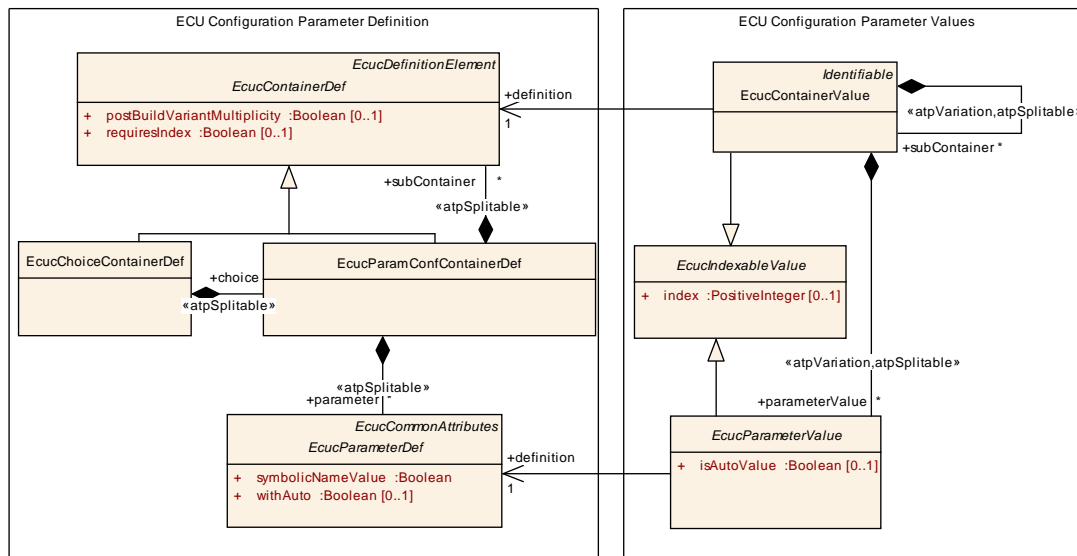 ECU Configuration Parameter Definition
EcucDefinitionElement
EcucContainerDef
+ postBuildVariantMultiplicity :Boolean [0..1]
+ requiresIndex :Boolean [0..1]
+definition
1
+subContainer *
«atpSplitable»
EcucChoiceContainerDef
EcucParamConfContainerDef
+choice
«atpSplitable»
«atpSplitable»
+parameter *
EcucCommonAttributes
EcucParameterDef
+ symbolicNameValue :Boolean
+ withAuto :Boolean [0..1]
+definition
1
ECU Configuration Parameter Values
Identifiable
EcucContainerValue
«atpVariation,atpSplitable»
+subContainer *
EcucIndexableValue
+ index :PositiveInteger [0..1]
«atpVariation,atpSplitable»
+parameterValue *
EcucParameterValue
+ isAutoValue :Boolean [0..1]